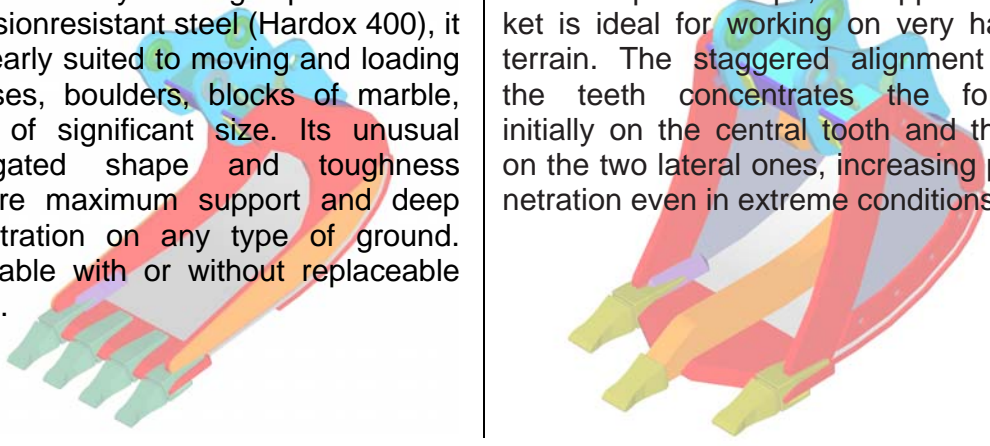 sionresistant steel (Hardox 400), it
early suited to moving and loading
ses, boulders, blocks of marble,
of significant size. Its unusual
gated shape and toughness
re maximum support and deep
tration on any type of ground.
able with or without replaceable
.
ket is ideal for working on very ha
terrain. The staggered alignment
the teeth concentrates the fo
initially on the central tooth and th
on the two lateral ones, increasing p
netration even in extreme conditions